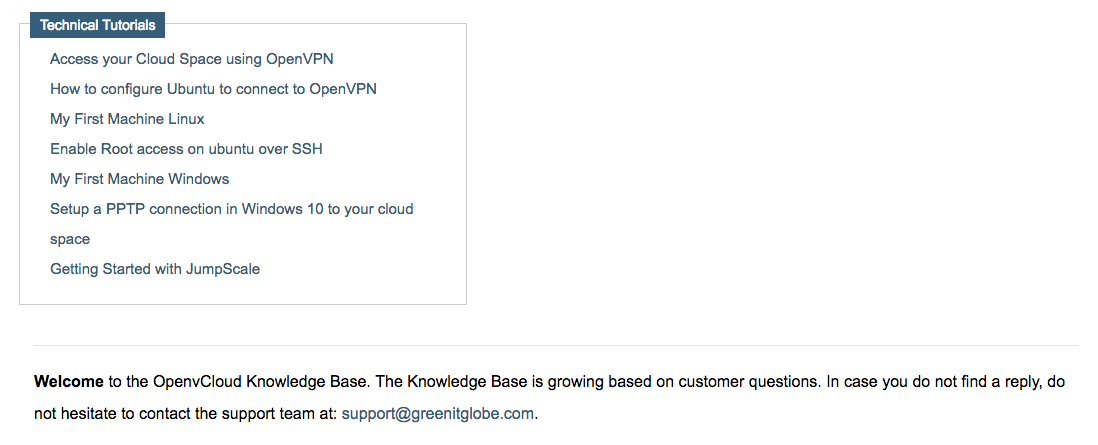 Technical Tutorials
Access your Cloud Space using OpenVPN
How to configure Ubuntu to connect to OpenVPN
My First Machine Linux
Enable Root access on ubuntu over SSH
My First Machine Windows
Setup a PPTP connection in Windows 10 to your cloud
space
Getting Started with JumpScale
Welcome to the OpenvCloud Knowledge Base. The Knowledge Base is growing based on customer questions. In case you do not find a reply, do
not hesitate to contact the support team at: support@greenitglobe.com.